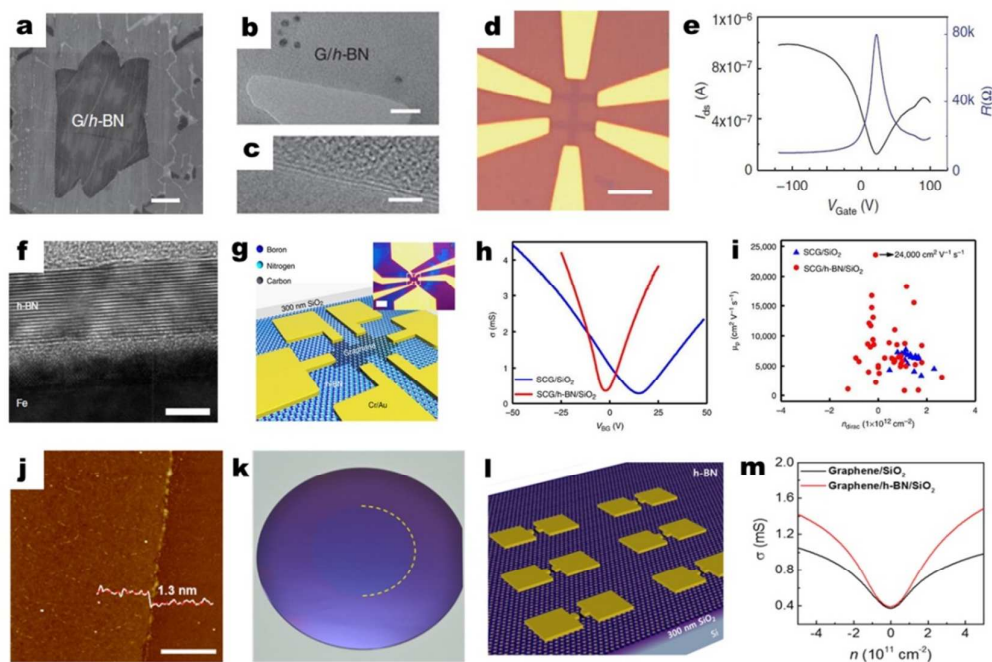 a
G/h-BN
b
G/h-BN
c
d
e
1x10⁻⁶
8x10⁻⁷
4x10⁻⁷
0
I_ds (A)
−100
0
100
V_Gate (V)
80k
40k
0
R(Ω)
f
h-BN
Fe
g
Boron
Nitrogen
Carbon
300 nm SiO₂
Graphene
h-BN
Cr/Au
h
4
3
2
1
0
σ (mS)
SCG/SiO₂
SCG/h-BN/SiO₂
−50
−25
0
25
50
V_BG (V)
i
SCG/SiO₂
SCG/h-BN/SiO₂
24,000 cm² V⁻¹ s⁻¹
25,000
20,000
15,000
10,000
5,000
0
μ_p (cm² V⁻¹ s⁻¹)
−2
0
2
4
(1×10¹² cm⁻²)
j
1.3 nm
k
l
h-BN
300 nm SiO₂
Si
m
2.0
1.6
1.2
0.8
0.4
σ (mS)
Graphene/SiO₂
Graphene/h-BN/SiO₂
-4
-2
0
2
4
n (10¹¹ cm⁻²)